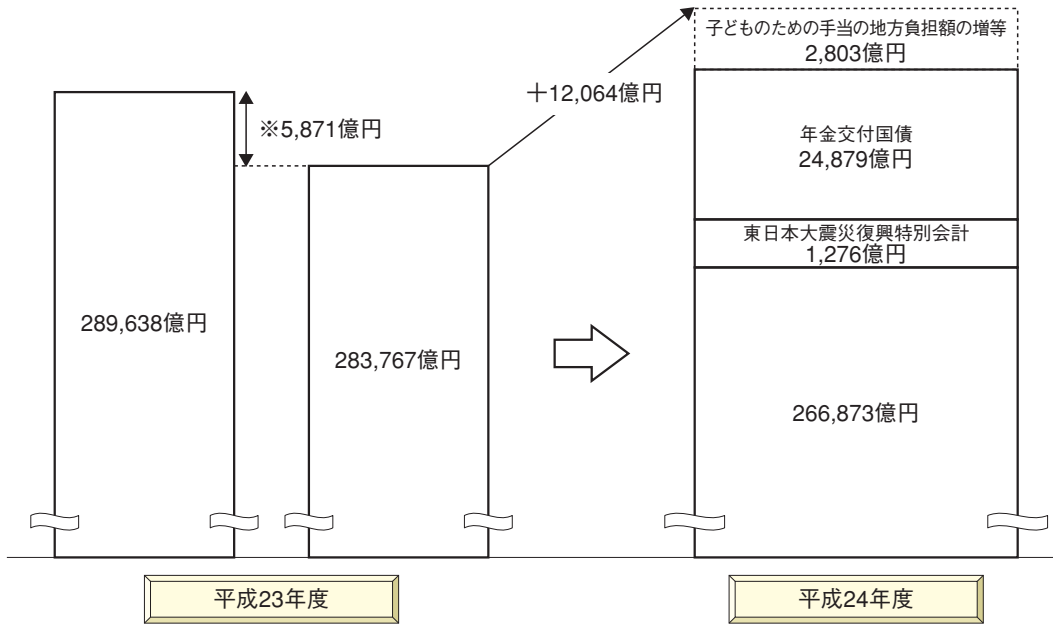 子どものための手当の地方負担額の増等
2,803億円
＋12,064億円
※5,871億円
年金交付国債
24,879億円
東日本大震災復興特別会計
1,276億円
289,638億円
283,767億円
266,873億円
平成23年度
平成24年度